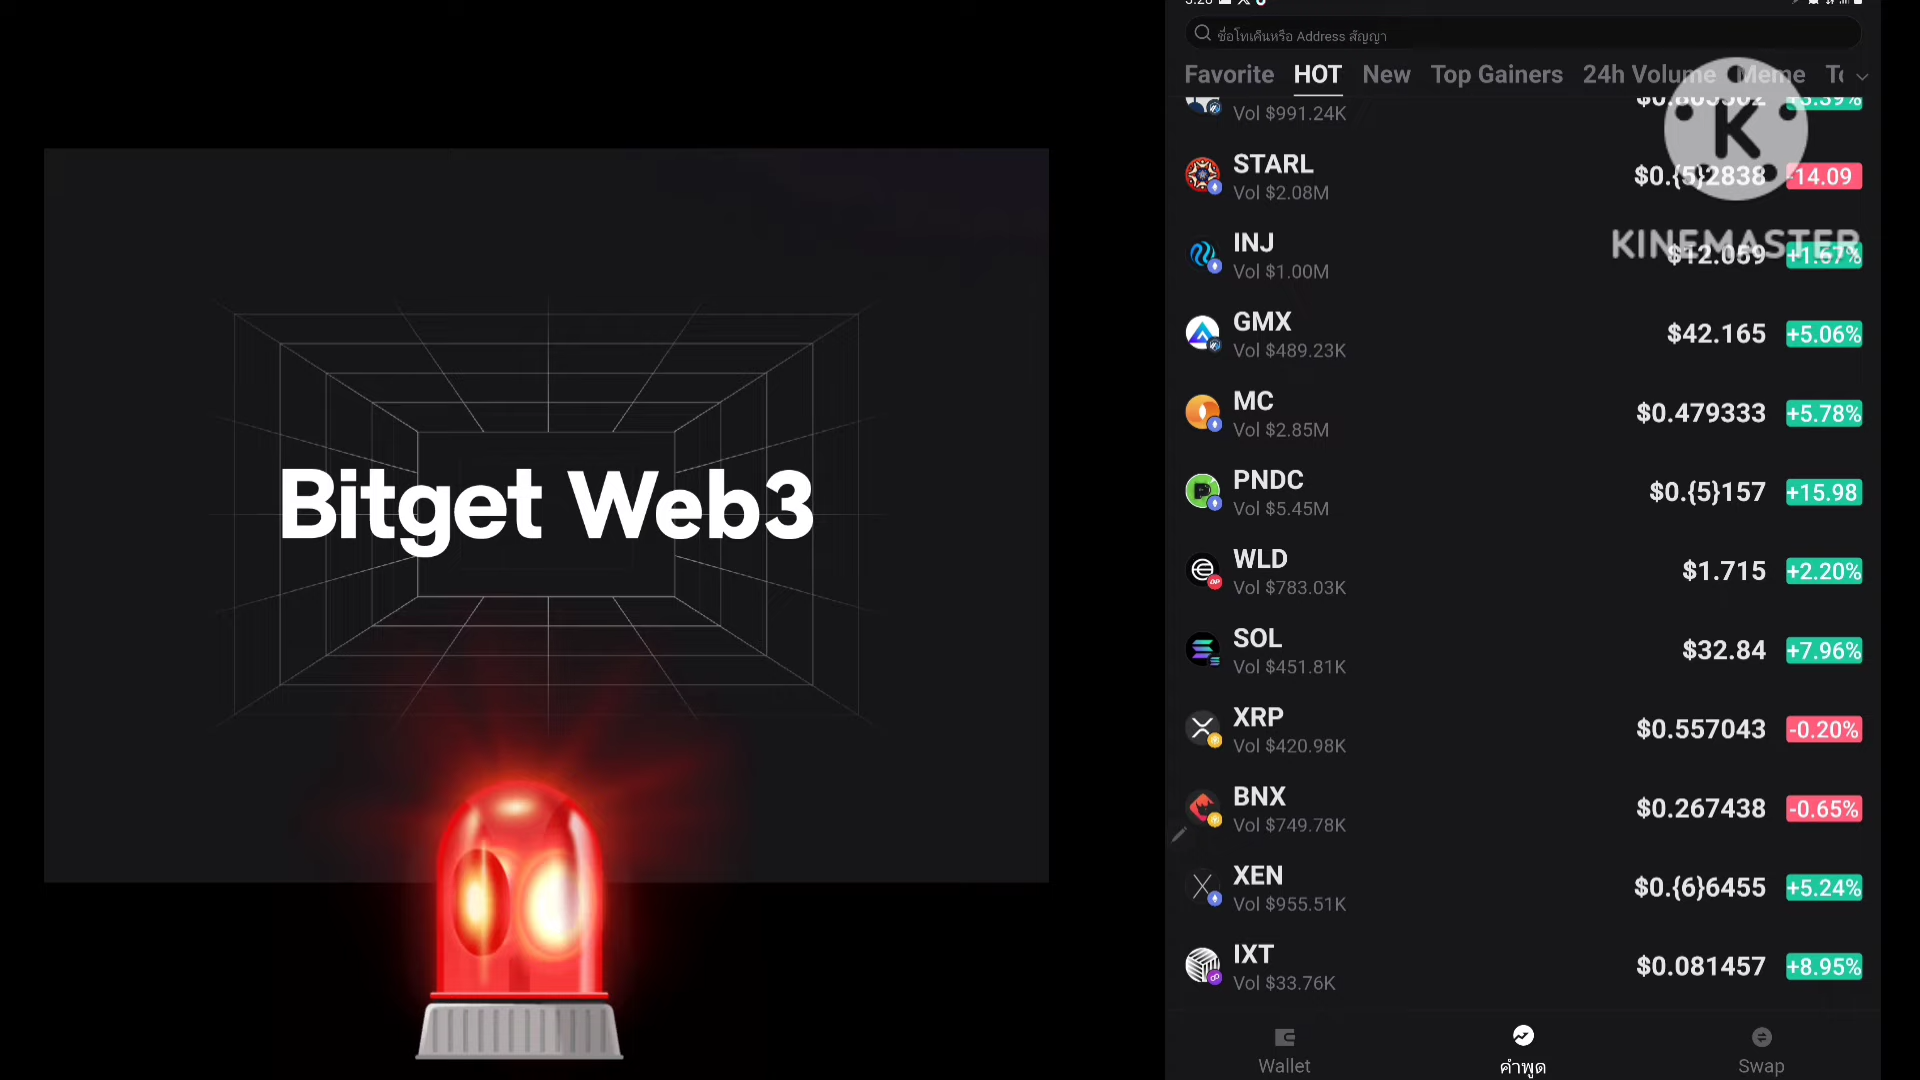 Bitget Web3
ชื่อโทเค็นหรือ Address สัญญา
Favorite HOT New Top Gainers 24h Volume Meme
Vol $991.24K
STARL
Vol $2.08M
$0.{5}2838 -14.09
INJ
Vol $1.00M
$12.059 +1.67%
GMX
Vol $489.23K
$42.165 +5.06%
MC
Vol $2.85M
$0.479333 +5.78%
PNDC
Vol $5.45M
$0.{5}157 +15.98
WLD
Vol $783.03K
$1.715 +2.20%
SOL
Vol $451.81K
$32.84 +7.96%
XRP
Vol $420.98K
$0.557043 -0.20%
BNX
Vol $749.78K
$0.267438 -0.65%
XEN
Vol $955.51K
$0.{6}6455 +5.24%
IXT
Vol $33.76K
$0.081457 +8.95%
Wallet คำพูด Swap
K
KINEMASTER